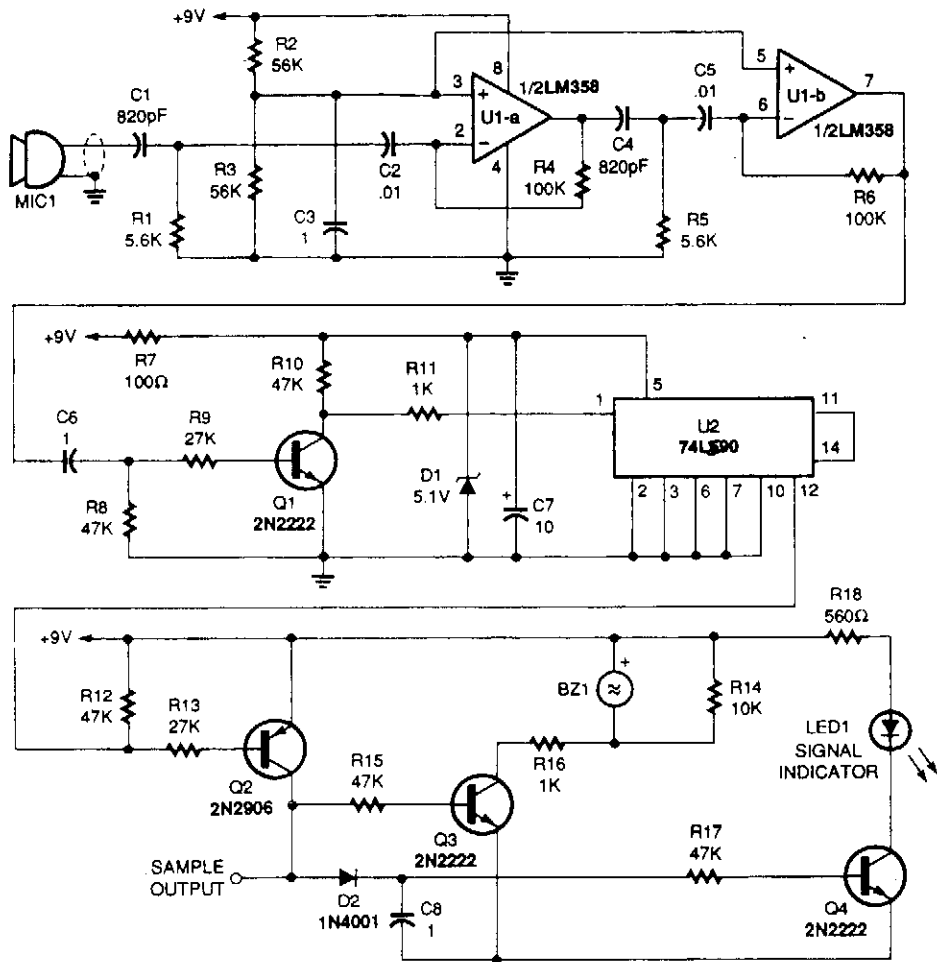 +9V
R2
56K
C1
820pF
3
+
8
1/2LM358
U1-a
2
−
4
C5
.01
5
+
U1-b
7
6
−
1/2LM358
MIC1
R3
56K
C2
.01
R4
100K
C4
820pF
R6
100K
R1
5.6K
C3
1
R5
5.6K
+9V
R7
100Ω
R10
47K
R11
1K
1
5
11
U2
74LS90
14
C6
1
R9
27K
D1
5.1V
+
C7
10
2
3
6
7
10
12
R8
47K
Q1
2N2222
R18
560Ω
+9V
+
BZ1
R12
47K
R13
27K
R14
10K
LED1
SIGNAL
INDICATOR
R15
47K
R16
1K
Q2
2N2906
Q3
2N2222
R17
47K
SAMPLE
OUTPUT
D2
1N4001
C8
1
Q4
2N2222